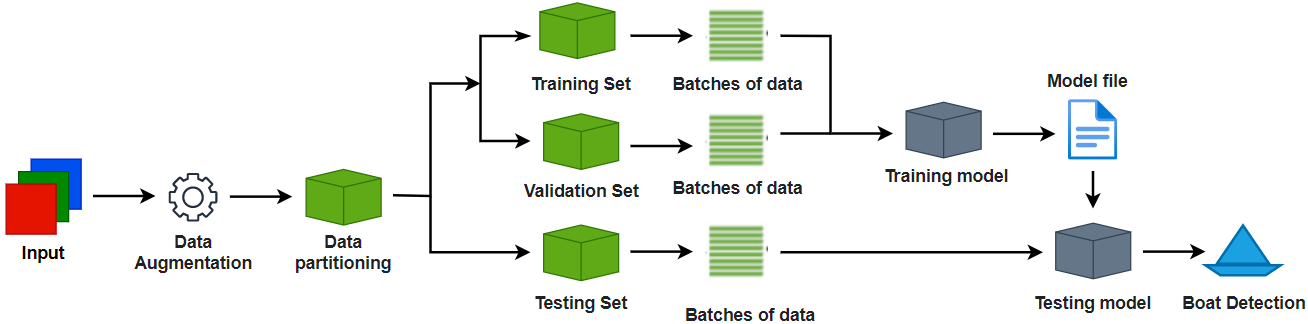 Training Set
Batches of data
Model file
Validation Set
Batches of data
Training model
Input
Data
Augmentation
Data
partitioning
Testing Set
Batches of data
Testing model
Boat Detection